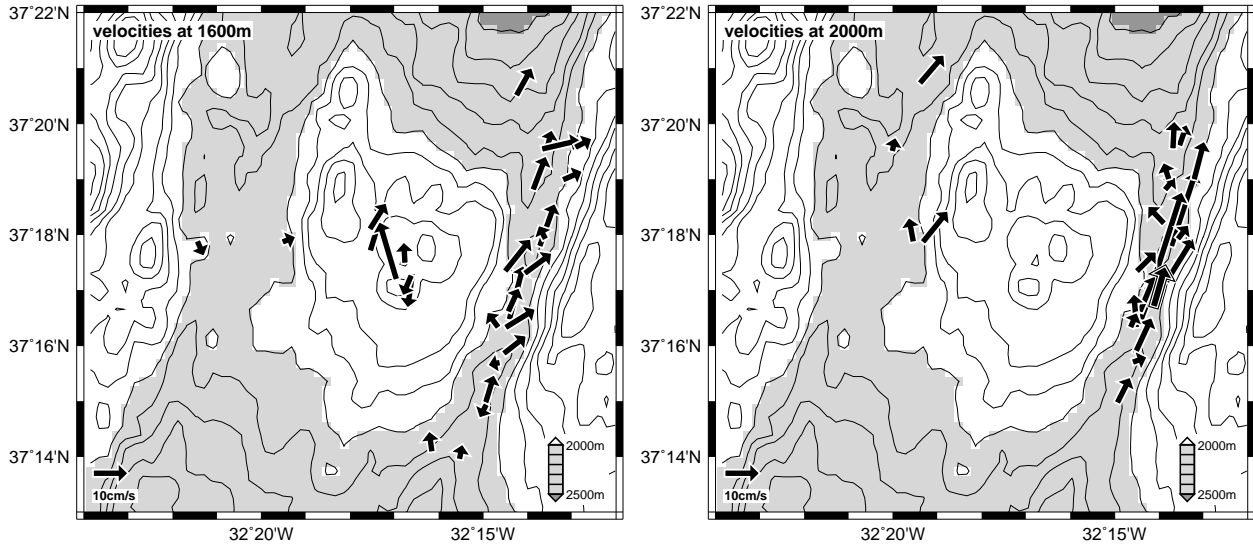 velocities at 1600m
37°22'N
37°20'N
37°18'N
37°16'N
37°14'N
10cm/s
2000m
2500m
32°20'W
32°15'W
velocities at 2000m
37°22'N
37°20'N
37°18'N
37°16'N
37°14'N
10cm/s
2000m
2500m
32°20'W
32°15'W